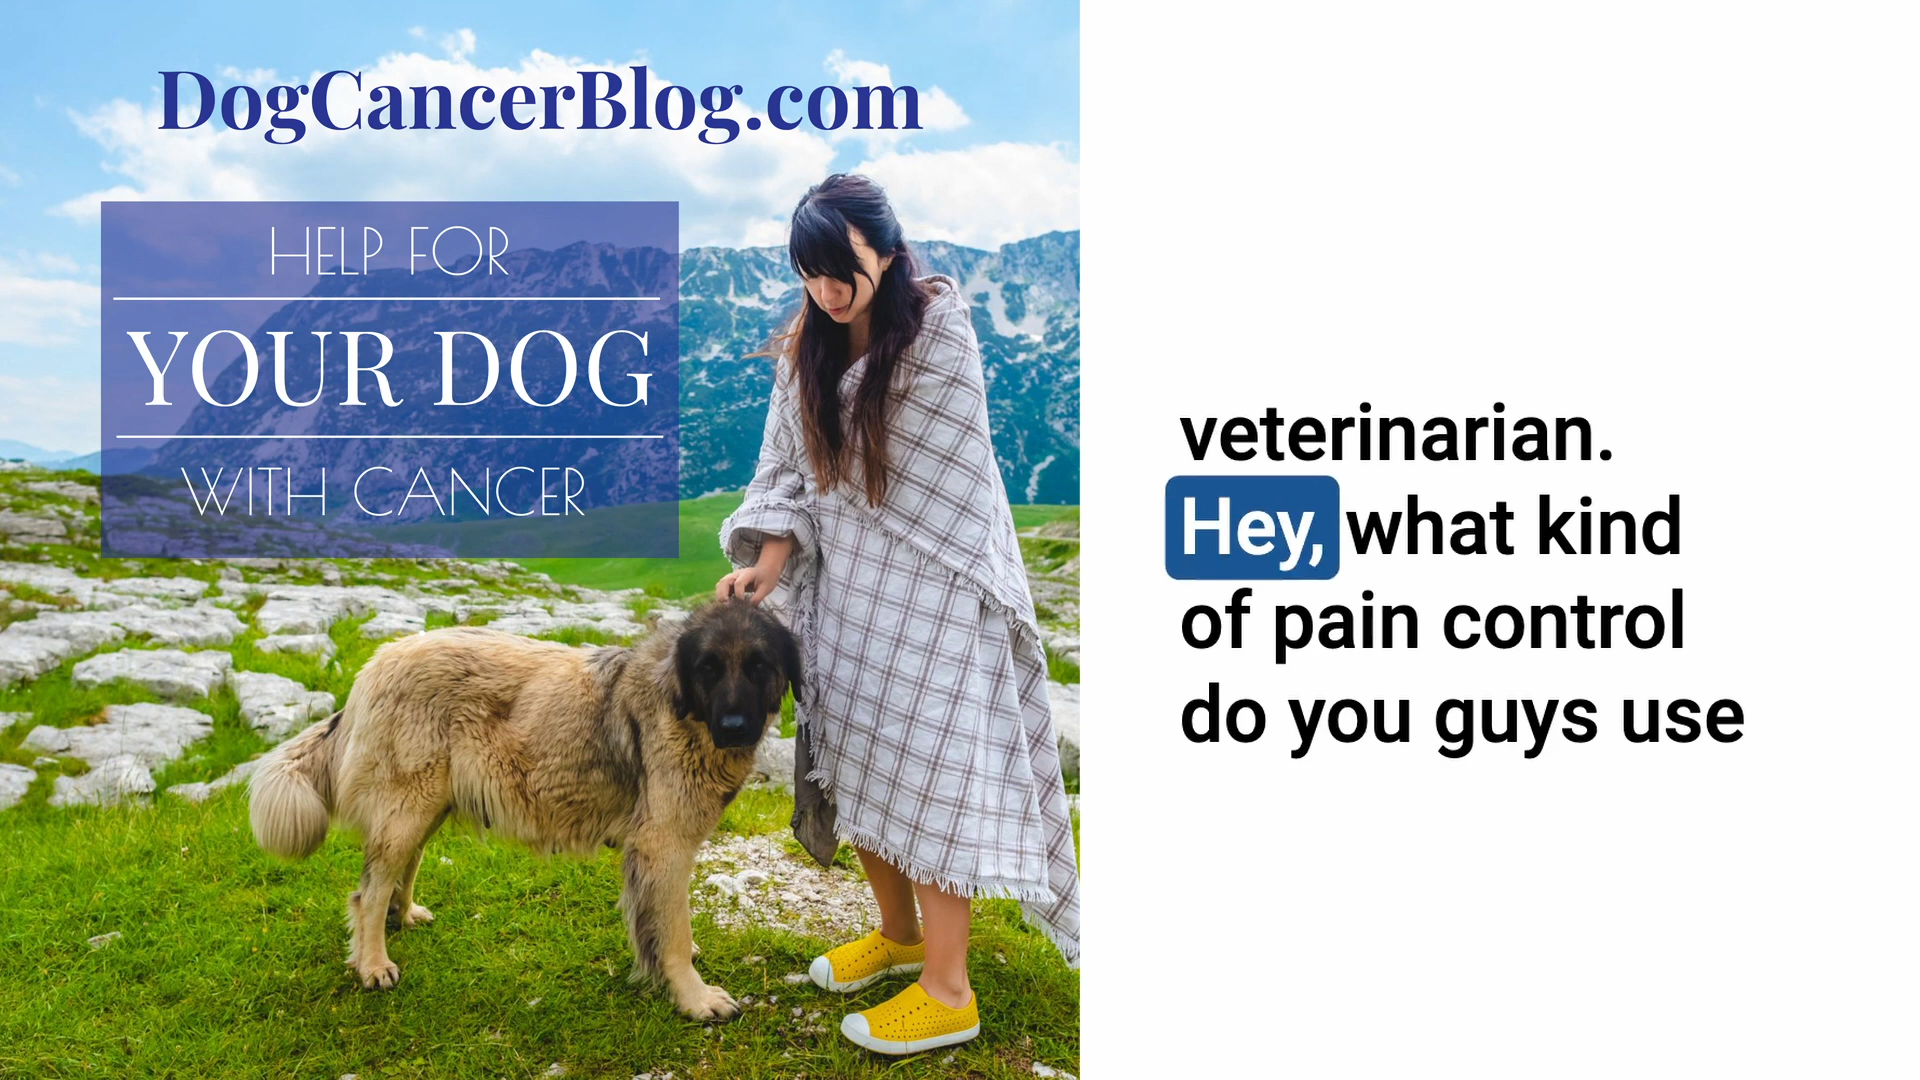 DogCancerBlog.com
HELP FOR
YOUR DOG
WITH CANCER
veterinarian.
Hey, what kind
of pain control
do you guys use